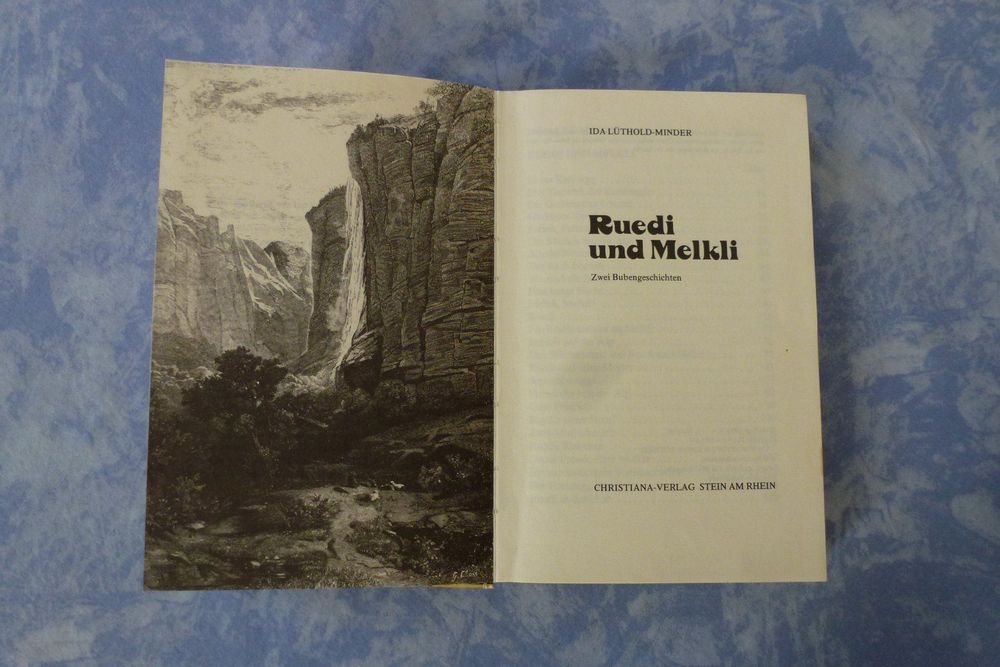 IDA LÜTHOLD-MINDER
Ruedi
und Melkli
Zwei Bubengeschichten
CHRISTIANA-VERLAG STEIN AM RHEIN